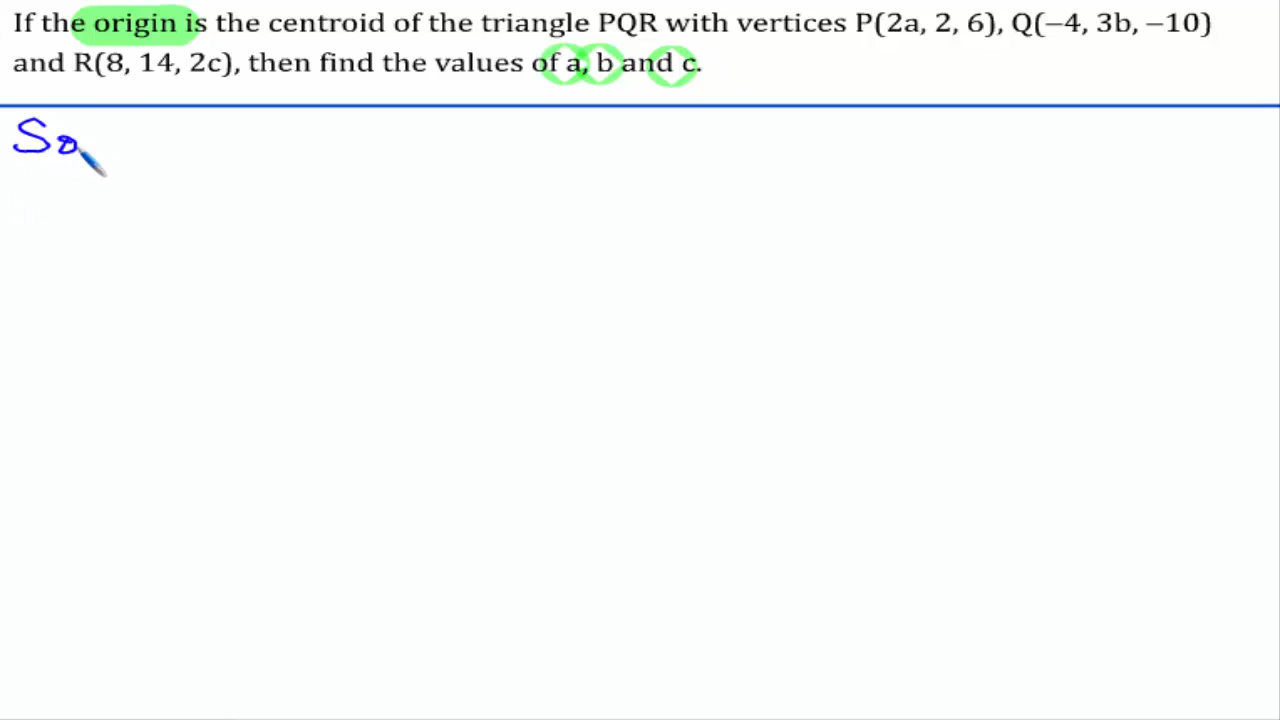 If the origin is the centroid of the triangle PQR with vertices P(2a, 2, 6), Q(−4, 3b, −10)
and R(8, 14, 2c), then find the values of a, b and c.
So